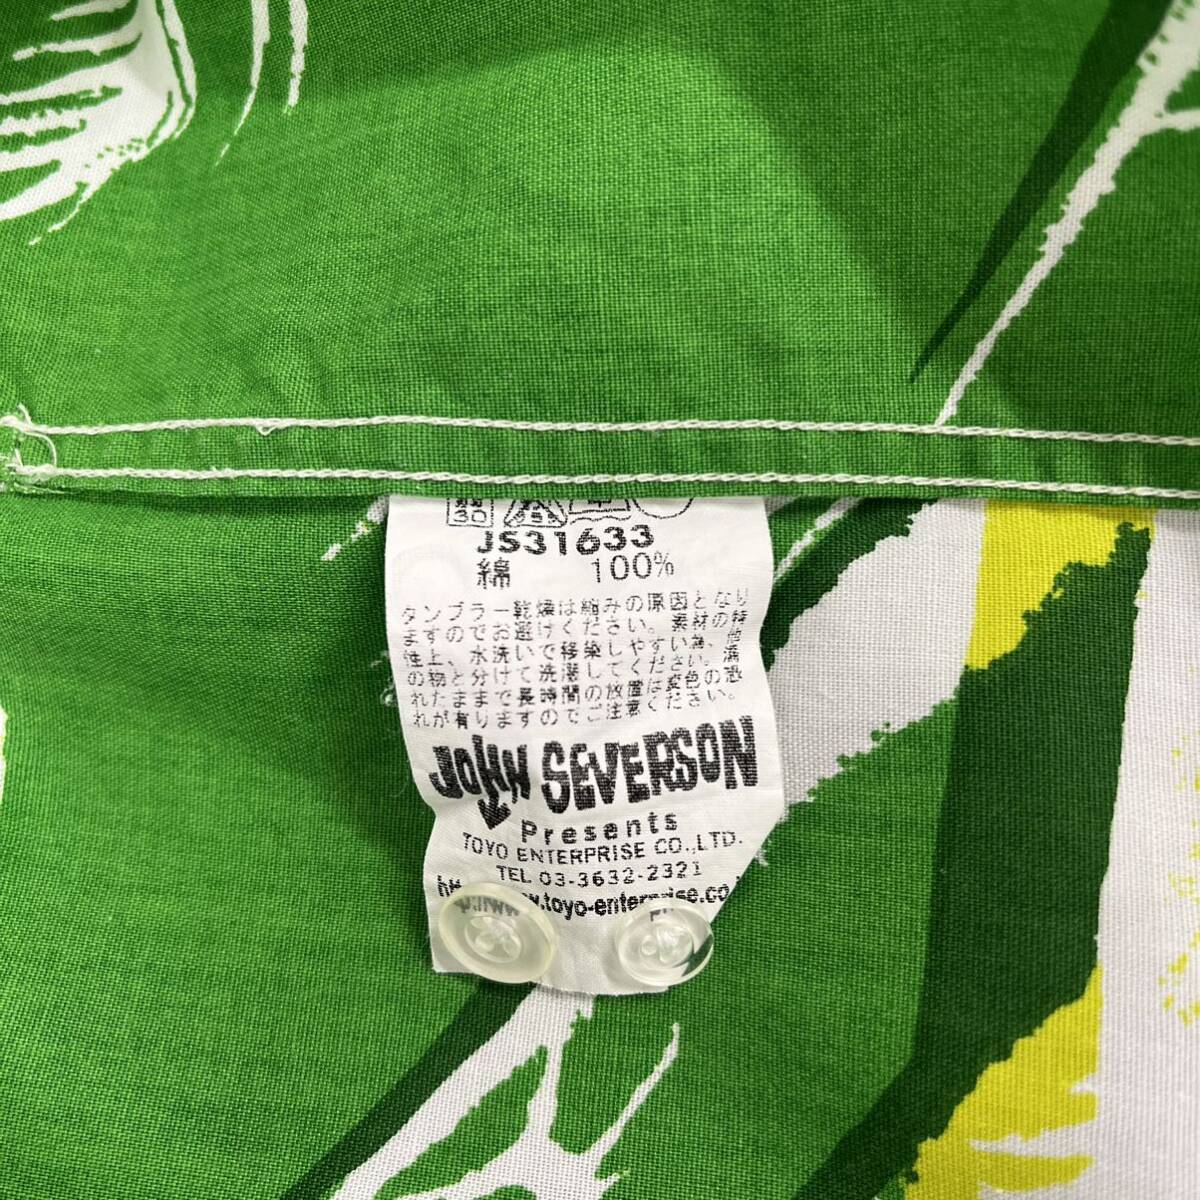 30
JS31633
綿 100%
タンブラー乾燥は縮みの原因となり
ますのでお避けください。素材の特
性上、水洗いで移染しやすい為、他
の物と分けて洗濯してください。濡
れたままで長時間の放置は変色の恐
れが有りますのでご注意ください。
JOHN SEVERSON
Presents
TOYO ENTERPRISE CO.,LTD.
TEL 03-3632-2321